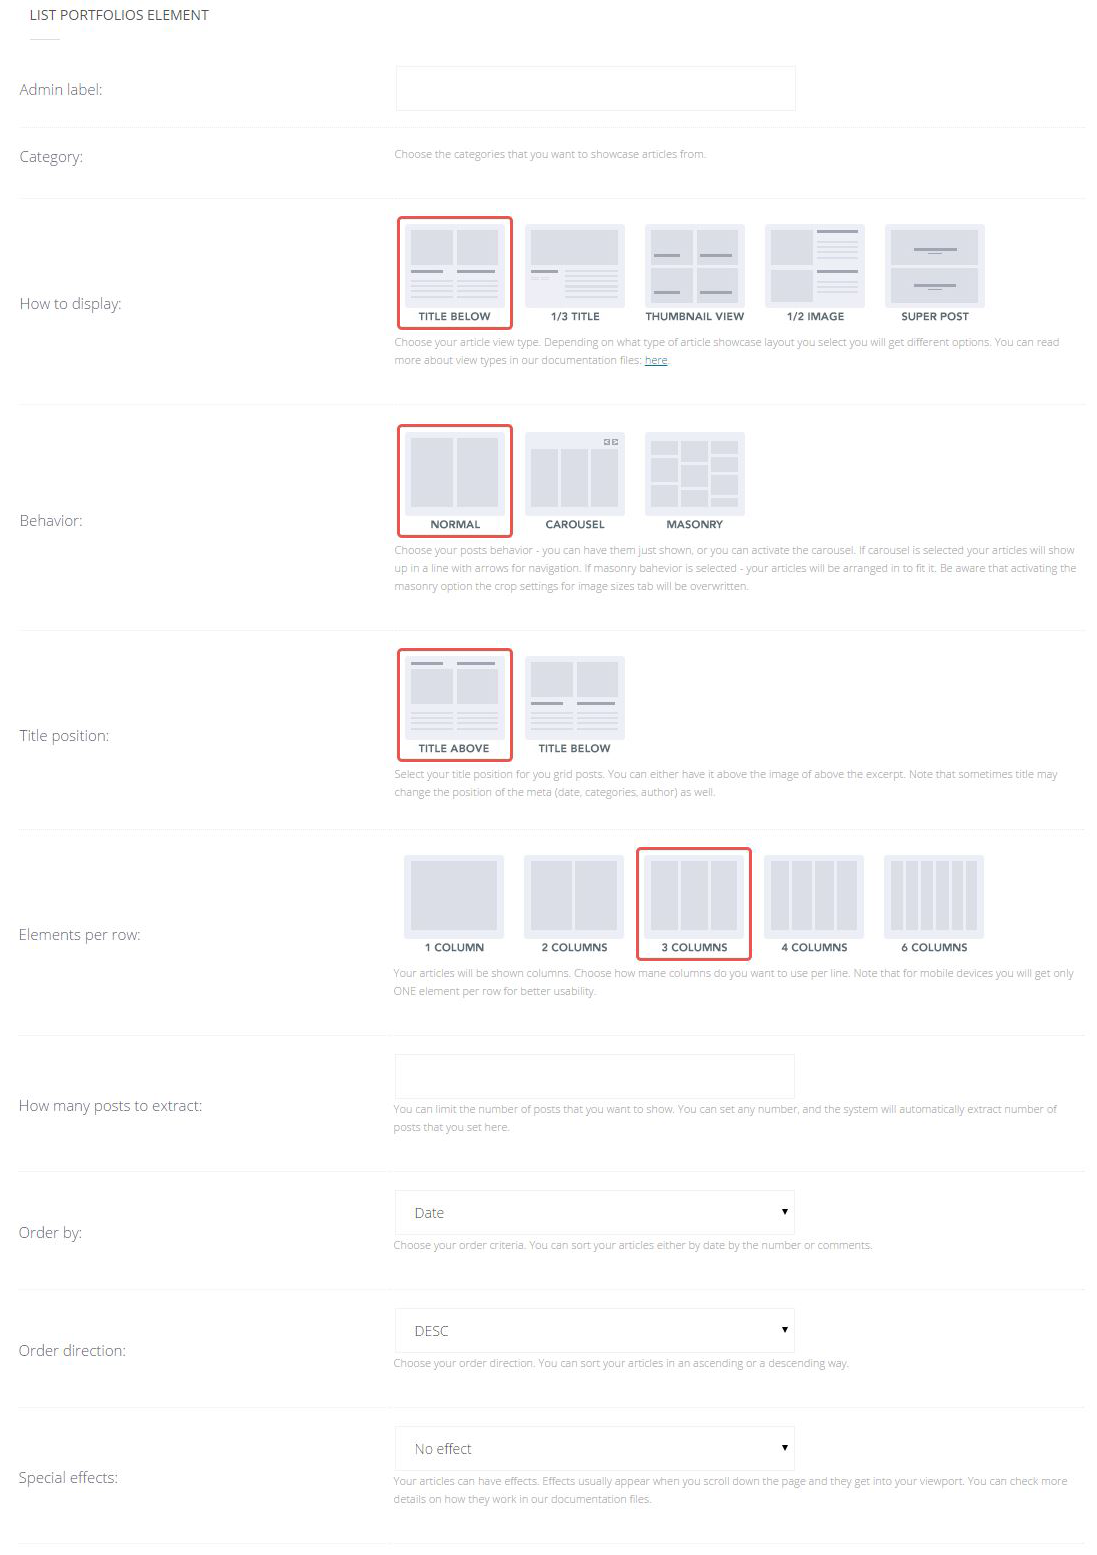 LIST PORTFOLIOS ELEMENT
Admin label:
Category:
Choose the categories that you want to showcase articles from.
How to display:
TITLE BELOW
1/3 TITLE
THUMBNAIL VIEW
1/2 IMAGE
SUPER POST
Choose your article view type. Depending on what type of article showcase layout you select you will get different options. You can read
more about view types in our documentation files: here.
Behavior:
NORMAL
CAROUSEL
MASONRY
Choose your posts behavior - you can have them just shown, or you can activate the carousel. If carousel is selected your articles will show
up in a line with arrows for navigation. If masonry bahevior is selected - your articles will be arranged in to fit it. Be aware that activating the
masonry option the crop settings for image sizes tab will be overwritten.
Title position:
TITLE ABOVE
TITLE BELOW
Select your title position for you grid posts. You can either have it above the image of above the excerpt. Note that sometimes title may
change the position of the meta (date, categories, author) as well.
Elements per row:
1 COLUMN
2 COLUMNS
3 COLUMNS
4 COLUMNS
6 COLUMNS
Your articles will be shown columns. Choose how mane columns do you want to use per line. Note that for mobile devices you will get only
ONE element per row for better usability.
How many posts to extract:
You can limit the number of posts that you want to show. You can set any number, and the system will automatically extract number of
posts that you set here.
Order by:
Date
Choose your order criteria. You can sort your articles either by date by the number or comments.
Order direction:
DESC
Choose your order direction. You can sort your articles in an ascending or a descending way.
Special effects:
No effect
Your articles can have effects. Effects usually appear when you scroll down the page and they get into your viewport. You can check more
details on how they work in our documentation files.